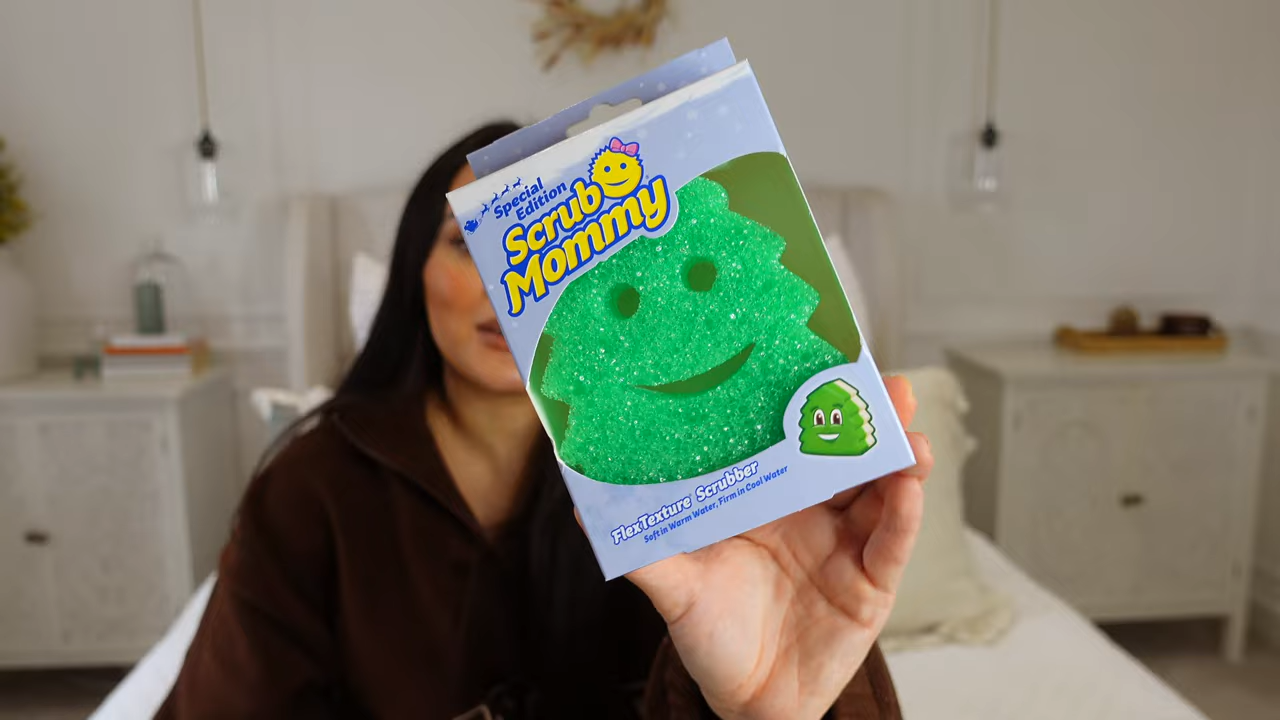 Special
Edition
Scrub
Mommy
FlexTexture Scrubber
Soft in Warm Water, Firm in Cool Water